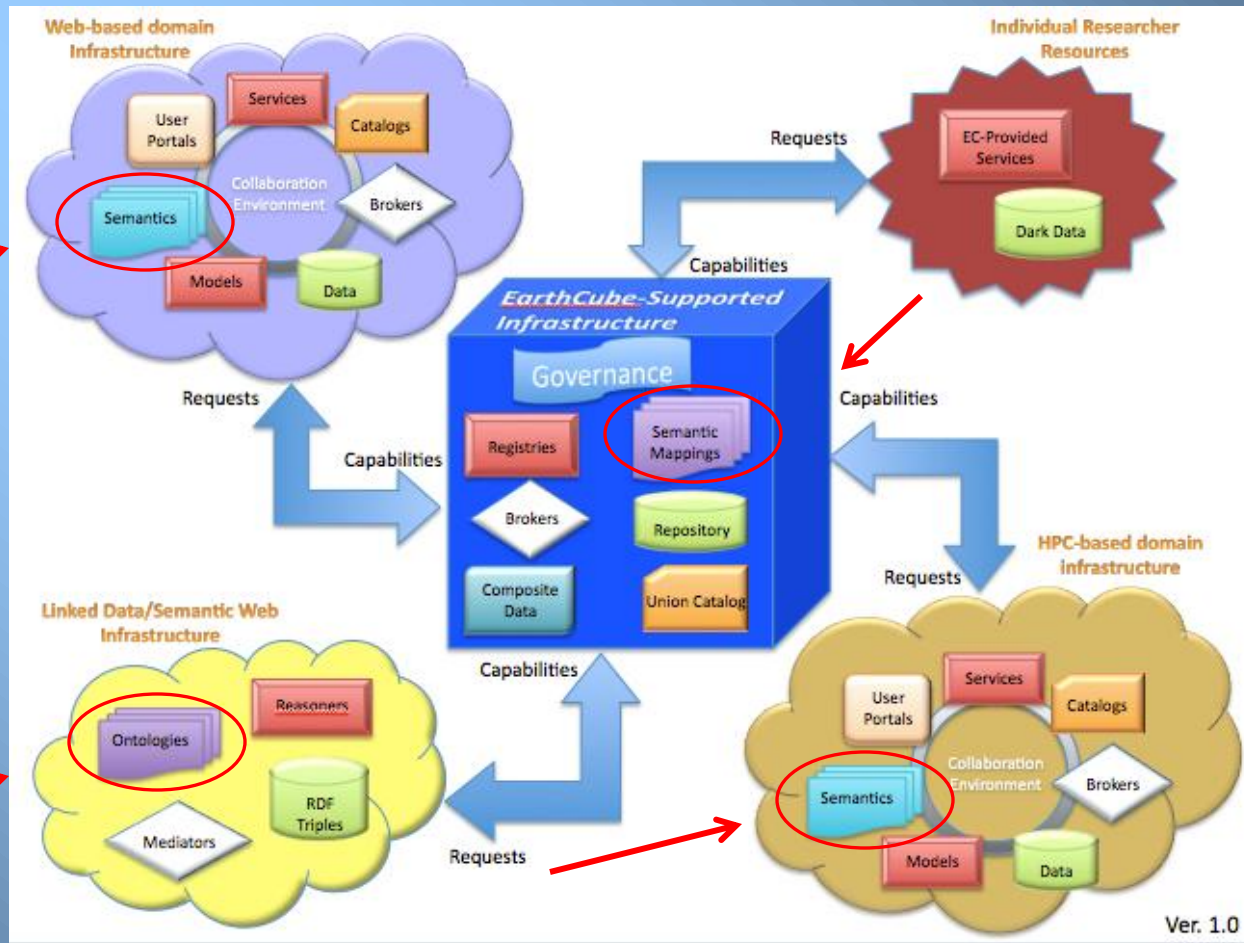 Web-based domain
Infrastructure
Services
User
Portals
Catalogs
Collaboration
Environment
Semantics
Brokers
Models
Data
Individual Researcher
Resources
EC-Provided
Services
Dark Data
Requests
Capabilities
EarthCube-Supported
Infrastructure
Governance
Registries
Semantic
Mappings
Brokers
Repository
Composite
Data
Union Catalog
Requests
Capabilities
Capabilities
Requests
HPC-based domain
infrastructure
Services
User
Portals
Catalogs
Collaboration
Environment
Semantics
Brokers
Models
Data
Linked Data/Semantic Web
Infrastructure
Reasoners
Ontologies
RDF
Triples
Mediators
Capabilities
Requests
Ver. 1.0